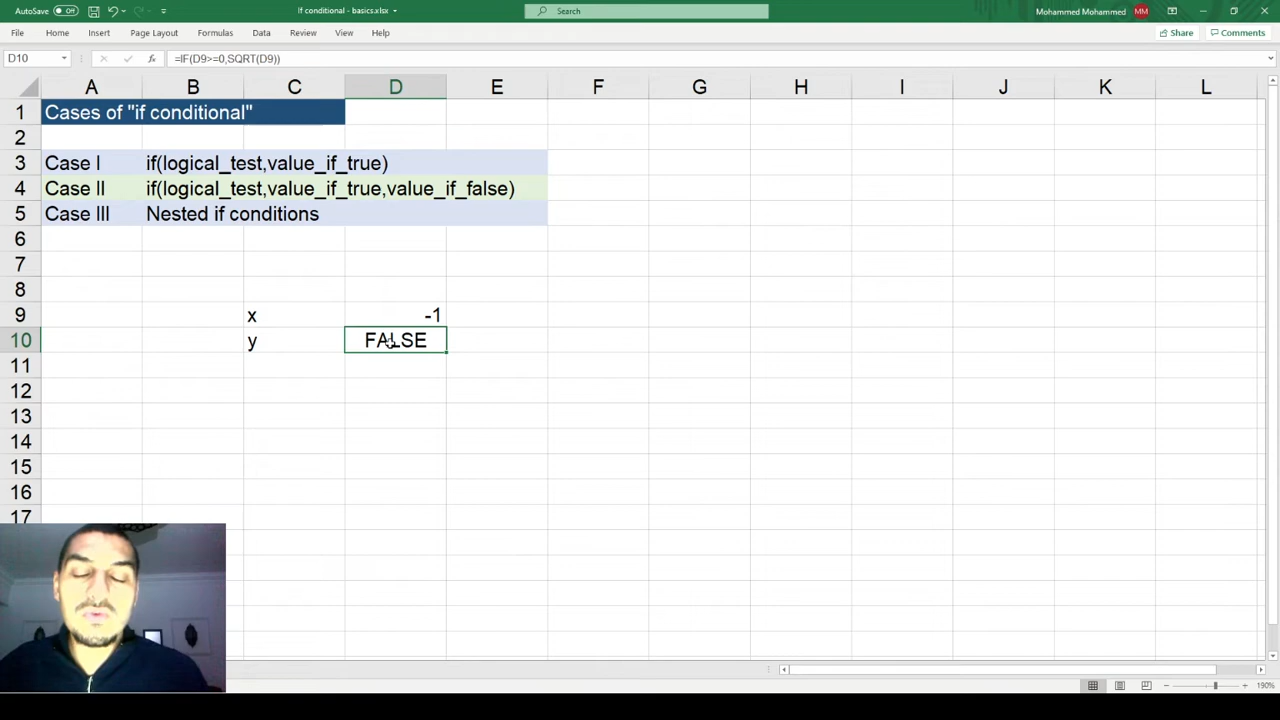 AutoSave Off If conditional - basics.xlsx Search Mohammed Mohammed MM
File Home Insert Page Layout Formulas Data Review View Help Share Comments
D10 fx =IF(D9>=0,SQRT(D9))
A B C D E F G H I J K L
1 Cases of "if conditional"
2
3 Case I if(logical_test,value_if_true)
4 Case II if(logical_test,value_if_true,value_if_false)
5 Case III Nested if conditions
6
7
8
9 x -1
10 y FALSE
11
12
13
14
15
16
17
190%